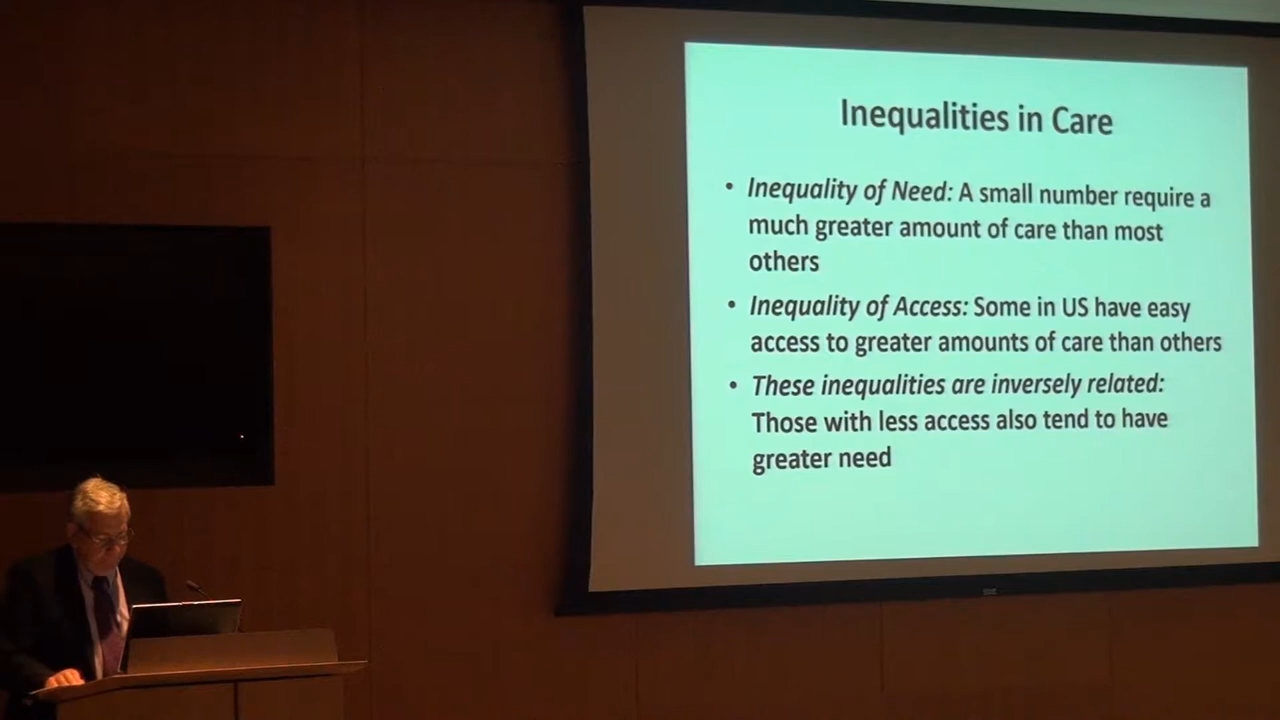 Inequalities in Care
• Inequality of Need: A small number require a
much greater amount of care than most
others
• Inequality of Access: Some in US have easy
access to greater amounts of care than others
• These inequalities are inversely related:
Those with less access also tend to have
greater need